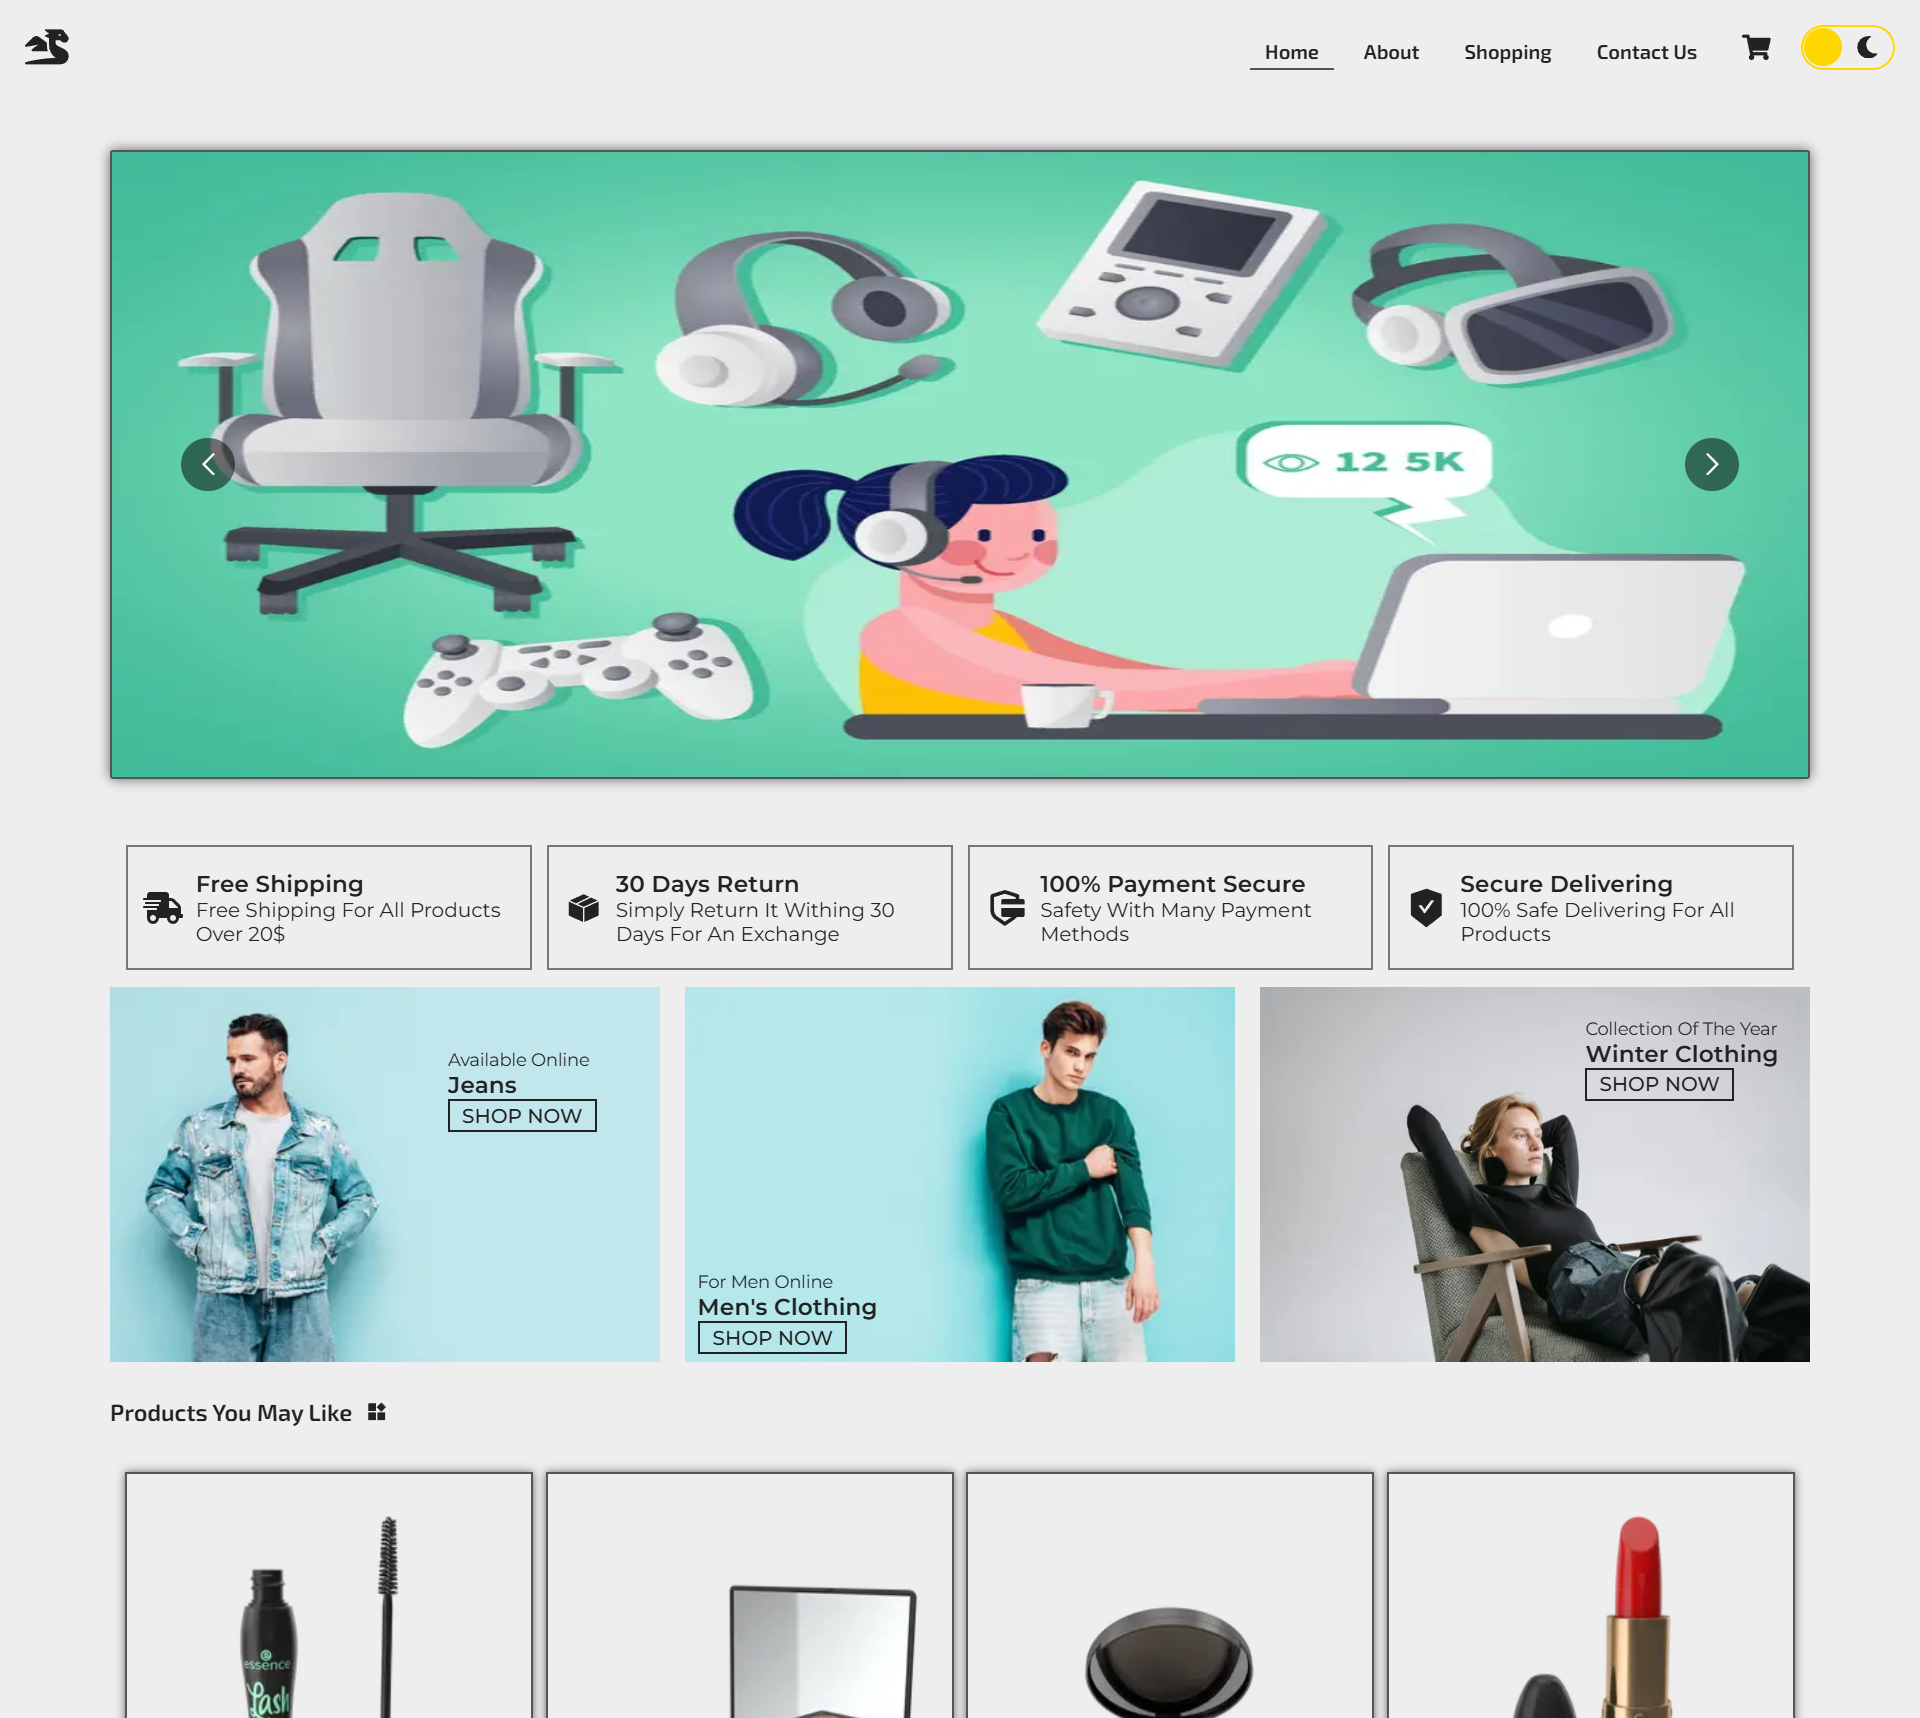 Home
About
Shopping
Contact Us
12 5K
Free Shipping
Free Shipping For All Products
Over 20$
30 Days Return
Simply Return It Withing 30
Days For An Exchange
100% Payment Secure
Safety With Many Payment
Methods
Secure Delivering
100% Safe Delivering For All
Products
Available Online
Jeans
SHOP NOW
For Men Online
Men's Clothing
SHOP NOW
Collection Of The Year
Winter Clothing
SHOP NOW
Products You May Like
essence
Lash